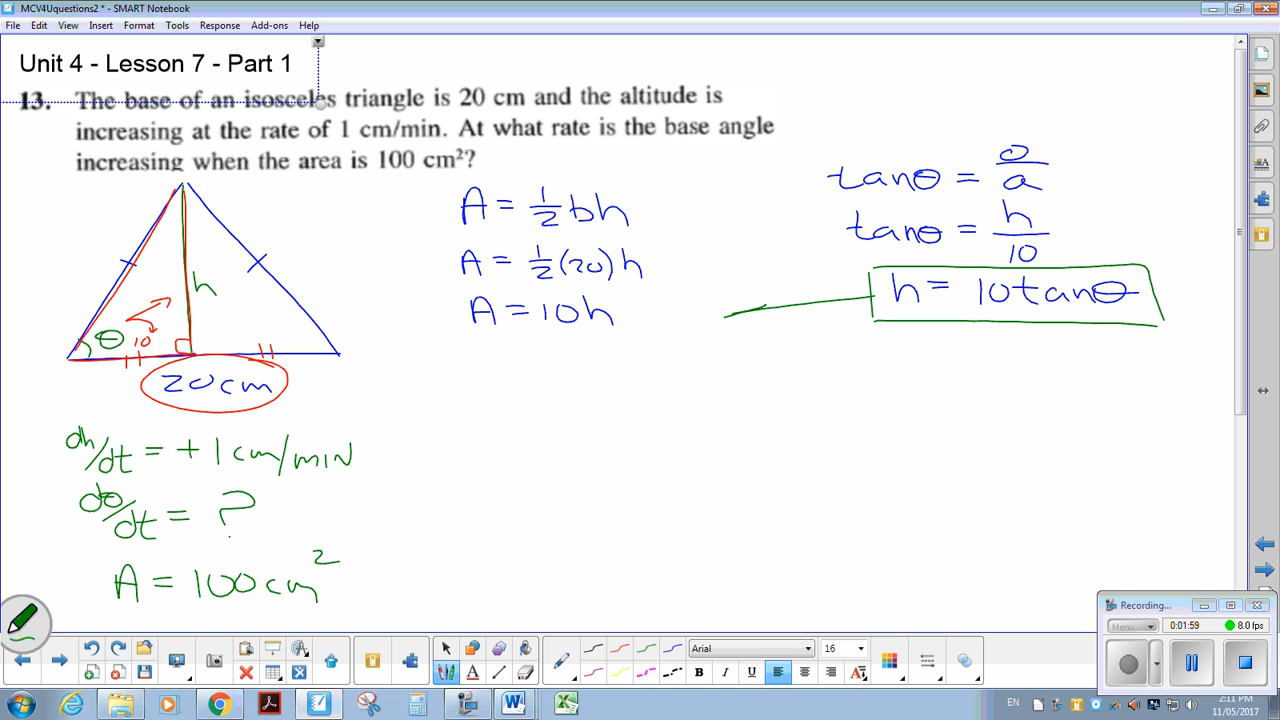 MCV4Uquestions2 * - SMART Notebook
File Edit View Insert Format Tools Response Add-ons Help
Unit 4 - Lesson 7 - Part 1
13. The base of an isosceles triangle is 20 cm and the altitude is
increasing at the rate of 1 cm/min. At what rate is the base angle
increasing when the area is 100 cm²?
h
θ 10
20cm
dh/dt = + 1 cm/min
dθ/dt = ?
A = 100cm²
A = 1/2 bh
A = 1/2 (20) h
A = 10h
tanθ = o/a
tanθ = h/10
h = 10tanθ
Recording...
Menu 0:01:59 8.0 fps
Arial 16
B I U
EN 2:11 PM
11/05/2017